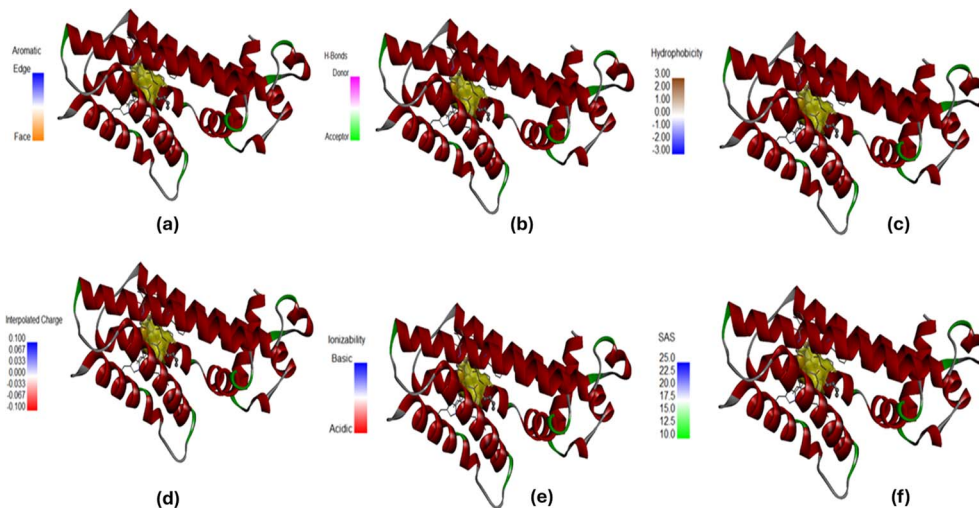 Aromatic
Edge
Face
(a)
H-Bonds
Donor
Acceptor
(b)
Hydrophobicity
3.00
2.00
1.00
0.00
-1.00
-2.00
-3.00
(c)
Interpolated Charge
0.100
0.067
0.033
0.000
-0.033
-0.067
-0.100
(d)
Ionizability
Basic
Acidic
(e)
SAS
25.0
22.5
20.0
17.5
15.0
12.5
10.0
(f)